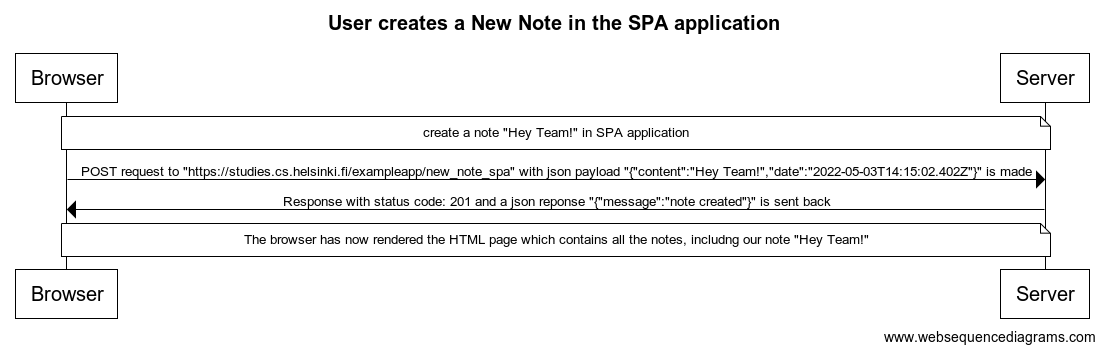 User creates a New Note in the SPA application
Browser
Server
create a note "Hey Team!" in SPA application
POST request to "https://studies.cs.helsinki.fi/exampleapp/new_note_spa" with json payload "{"content":"Hey Team!","date":"2022-05-03T14:15:02.402Z"}" is made
Response with status code: 201 and a json reponse "{"message":"note created"}" is sent back
The browser has now rendered the HTML page which contains all the notes, includng our note "Hey Team!"
Browser
Server
www.websequencediagrams.com